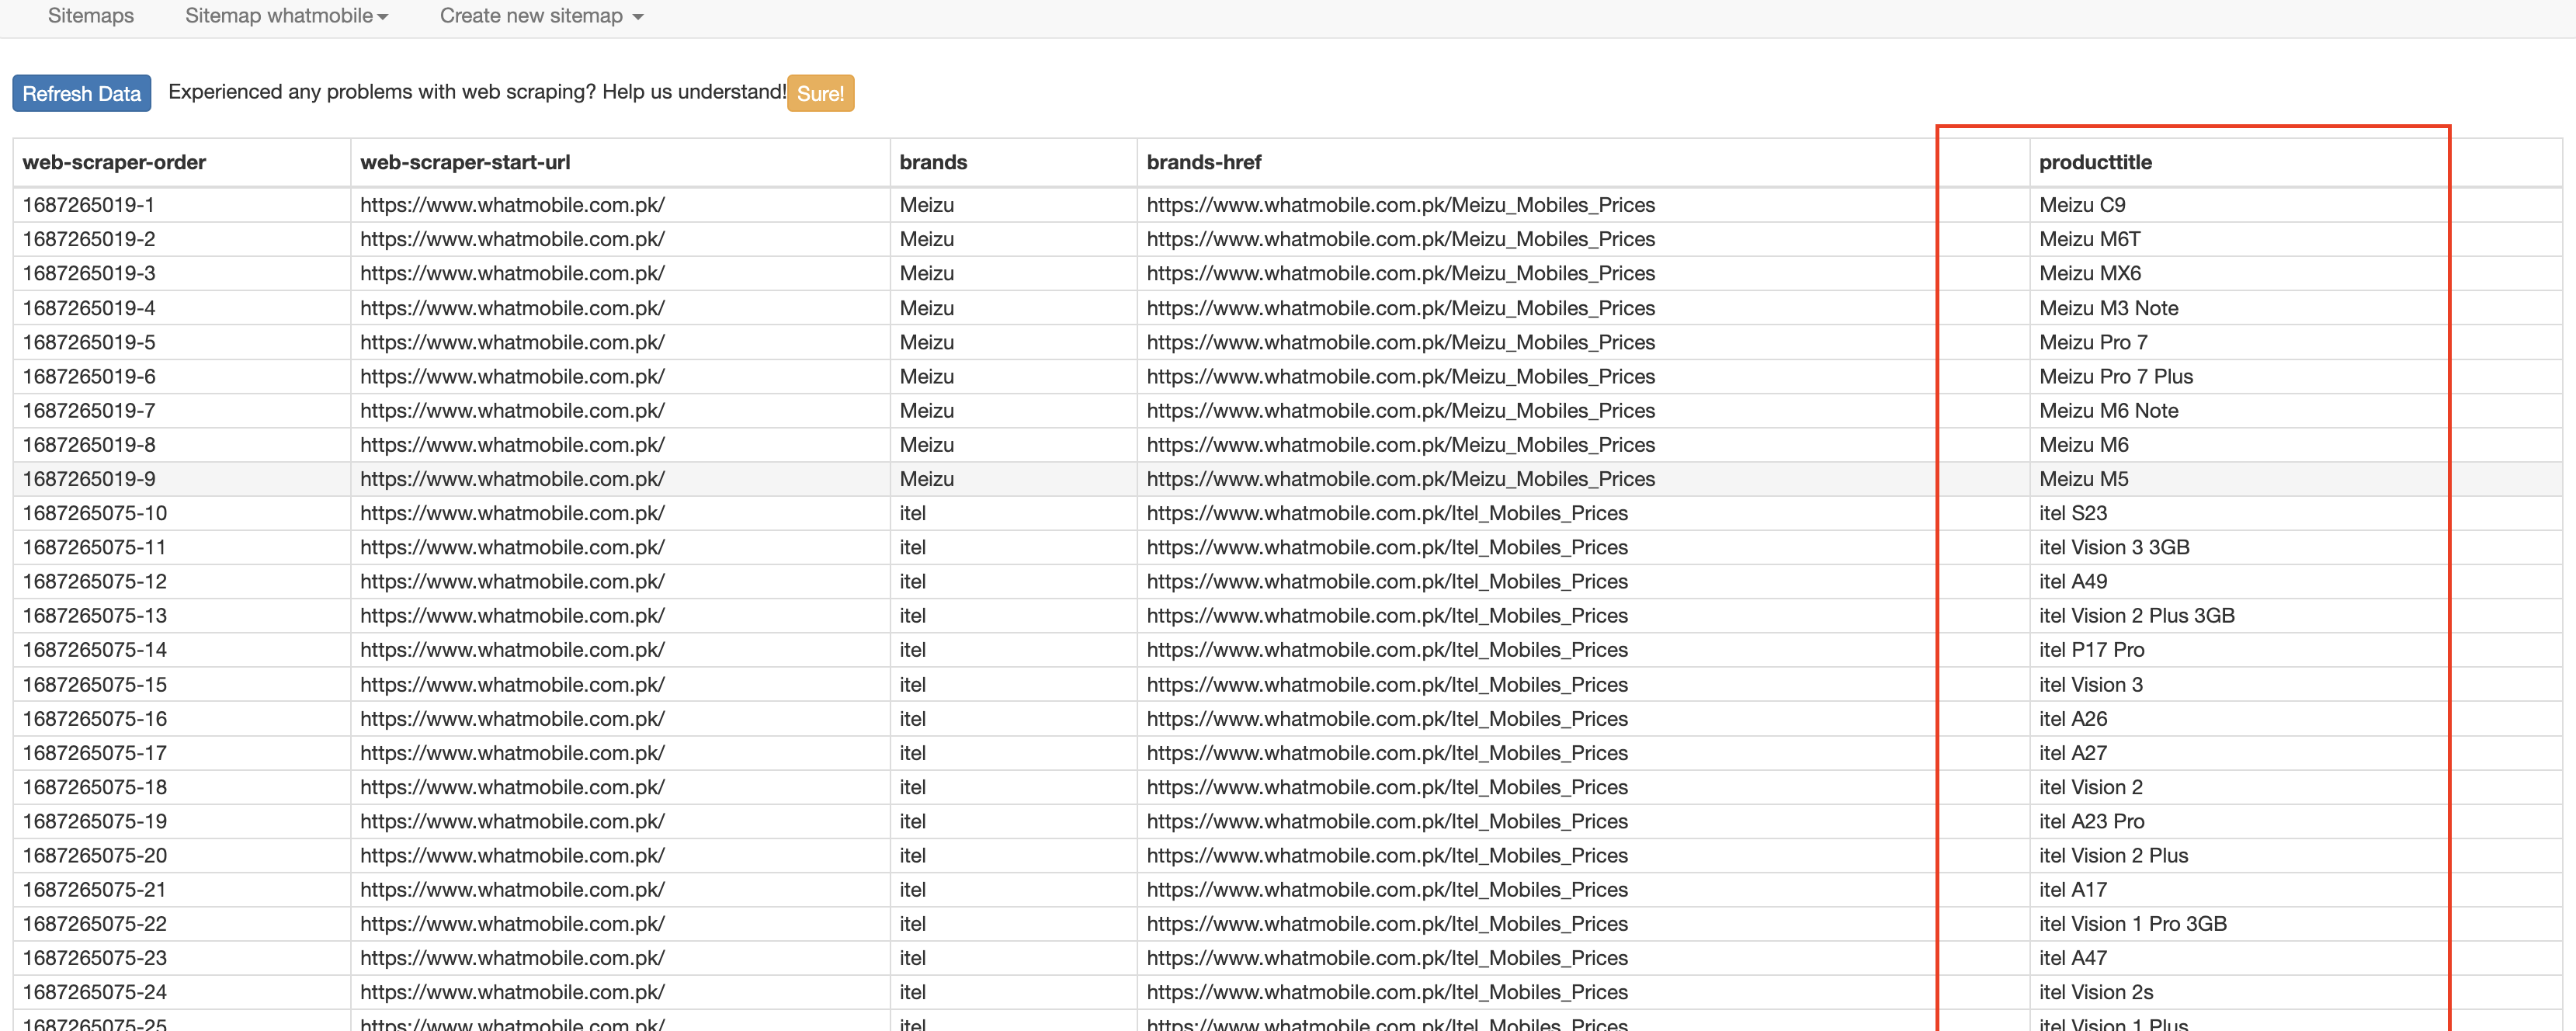 Sitemaps Sitemap whatmobile Create new sitemap
Refresh Data Experienced any problems with web scraping? Help us understand! Sure!
web-scraper-order web-scraper-start-url brands brands-href producttitle
1687265019-1 https://www.whatmobile.com.pk/ Meizu https://www.whatmobile.com.pk/Meizu_Mobiles_Prices Meizu C9
1687265019-2 https://www.whatmobile.com.pk/ Meizu https://www.whatmobile.com.pk/Meizu_Mobiles_Prices Meizu M6T
1687265019-3 https://www.whatmobile.com.pk/ Meizu https://www.whatmobile.com.pk/Meizu_Mobiles_Prices Meizu MX6
1687265019-4 https://www.whatmobile.com.pk/ Meizu https://www.whatmobile.com.pk/Meizu_Mobiles_Prices Meizu M3 Note
1687265019-5 https://www.whatmobile.com.pk/ Meizu https://www.whatmobile.com.pk/Meizu_Mobiles_Prices Meizu Pro 7
1687265019-6 https://www.whatmobile.com.pk/ Meizu https://www.whatmobile.com.pk/Meizu_Mobiles_Prices Meizu Pro 7 Plus
1687265019-7 https://www.whatmobile.com.pk/ Meizu https://www.whatmobile.com.pk/Meizu_Mobiles_Prices Meizu M6 Note
1687265019-8 https://www.whatmobile.com.pk/ Meizu https://www.whatmobile.com.pk/Meizu_Mobiles_Prices Meizu M6
1687265019-9 https://www.whatmobile.com.pk/ Meizu https://www.whatmobile.com.pk/Meizu_Mobiles_Prices Meizu M5
1687265075-10 https://www.whatmobile.com.pk/ itel https://www.whatmobile.com.pk/Itel_Mobiles_Prices itel S23
1687265075-11 https://www.whatmobile.com.pk/ itel https://www.whatmobile.com.pk/Itel_Mobiles_Prices itel Vision 3 3GB
1687265075-12 https://www.whatmobile.com.pk/ itel https://www.whatmobile.com.pk/Itel_Mobiles_Prices itel A49
1687265075-13 https://www.whatmobile.com.pk/ itel https://www.whatmobile.com.pk/Itel_Mobiles_Prices itel Vision 2 Plus 3GB
1687265075-14 https://www.whatmobile.com.pk/ itel https://www.whatmobile.com.pk/Itel_Mobiles_Prices itel P17 Pro
1687265075-15 https://www.whatmobile.com.pk/ itel https://www.whatmobile.com.pk/Itel_Mobiles_Prices itel Vision 3
1687265075-16 https://www.whatmobile.com.pk/ itel https://www.whatmobile.com.pk/Itel_Mobiles_Prices itel A26
1687265075-17 https://www.whatmobile.com.pk/ itel https://www.whatmobile.com.pk/Itel_Mobiles_Prices itel A27
1687265075-18 https://www.whatmobile.com.pk/ itel https://www.whatmobile.com.pk/Itel_Mobiles_Prices itel Vision 2
1687265075-19 https://www.whatmobile.com.pk/ itel https://www.whatmobile.com.pk/Itel_Mobiles_Prices itel A23 Pro
1687265075-20 https://www.whatmobile.com.pk/ itel https://www.whatmobile.com.pk/Itel_Mobiles_Prices itel Vision 2 Plus
1687265075-21 https://www.whatmobile.com.pk/ itel https://www.whatmobile.com.pk/Itel_Mobiles_Prices itel A17
1687265075-22 https://www.whatmobile.com.pk/ itel https://www.whatmobile.com.pk/Itel_Mobiles_Prices itel Vision 1 Pro 3GB
1687265075-23 https://www.whatmobile.com.pk/ itel https://www.whatmobile.com.pk/Itel_Mobiles_Prices itel A47
1687265075-24 https://www.whatmobile.com.pk/ itel https://www.whatmobile.com.pk/Itel_Mobiles_Prices itel Vision 2s
1687265075-25 https://www.whatmobile.com.pk/ itel https://www.whatmobile.com.pk/Itel_Mobiles_Prices itel Vision 1 Plus